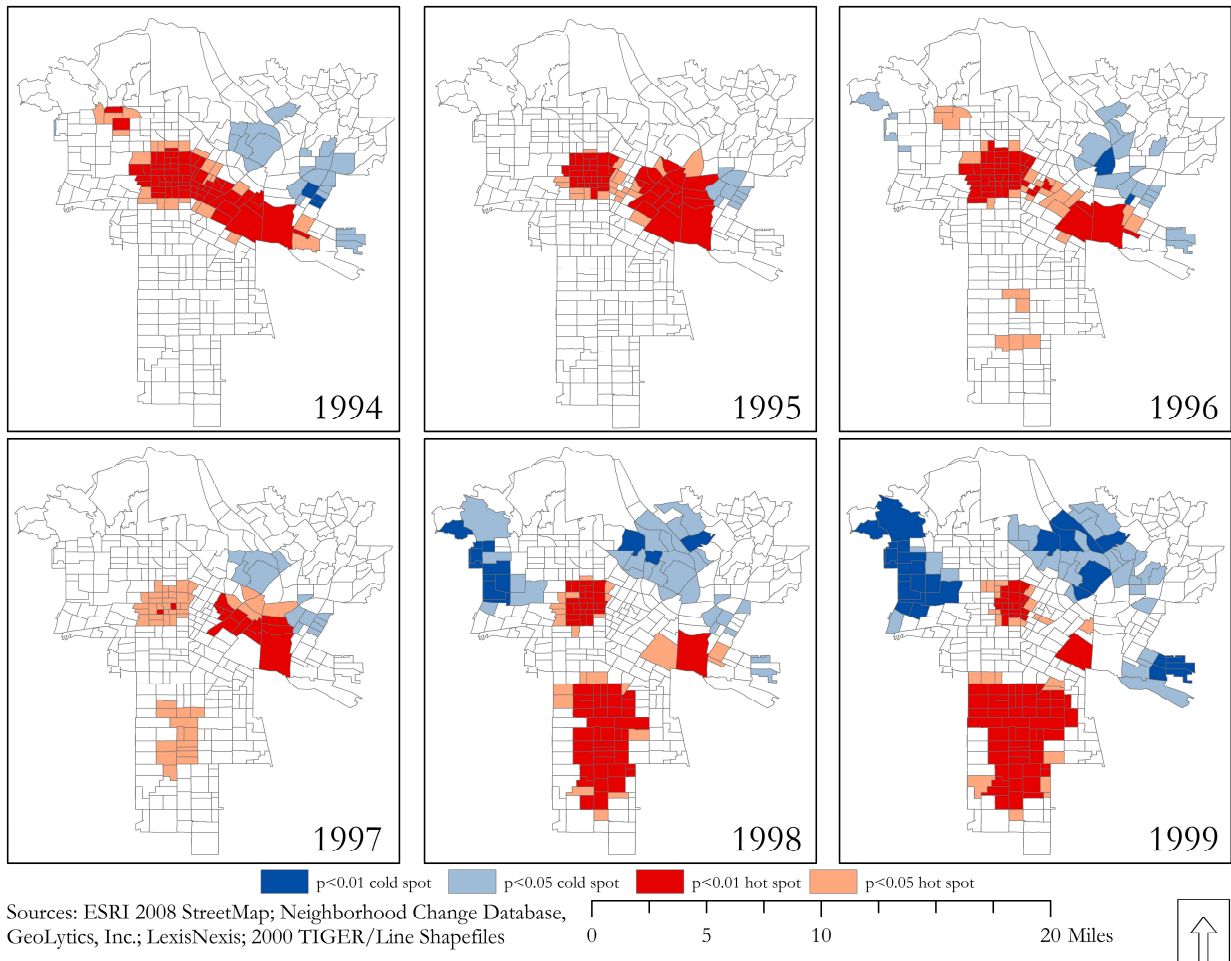 1994
1995
1996
1997
1998
1999
p<0.01 cold spot
p<0.05 cold spot
p<0.01 hot spot
p<0.05 hot spot
Sources: ESRI 2008 StreetMap; Neighborhood Change Database,
GeoLytics, Inc.; LexisNexis; 2000 TIGER/Line Shapefiles
0 5 10 20 Miles